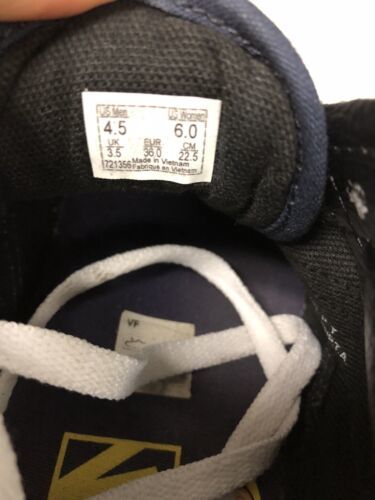 US Men US Women
4.5 6.0
UK EUR CM
3.5 36.0 22.5
Made in Vietnam
721356 Fabriqué en Vietnam
VF